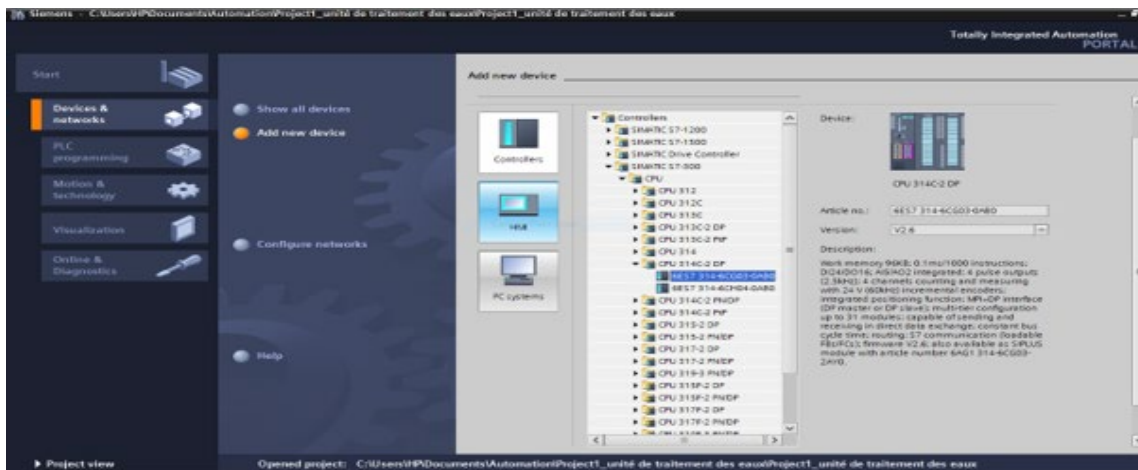 Siemens - C:\Users\HP\Documents\Automation\Project1_unité de traitement des eaux\Project1_unité de traitement des eaux
Totally Integrated Automation
PORTAL
Start
Devices &
networks
PLC
programming
Motion &
technology
Visualization
Online &
Diagnostics
Show all devices
Add new device
Configure networks
Help
Add new device
Controllers
HMI
PC systems
Controllers
SIMATIC S7-1200
SIMATIC S7-1500
SIMATIC Drive Controller
SIMATIC S7-300
CPU
CPU 312
CPU 312C
CPU 313C
CPU 313C-2 DP
CPU 313C-2 PtP
CPU 314
CPU 314C-2 DP
6ES7 314-6CG03-0AB0
6ES7 314-6CH04-0AB0
CPU 314C-2 PN/DP
CPU 314C-2 PtP
CPU 315-2 DP
CPU 315-2 PN/DP
CPU 317-2 DP
CPU 317-2 PN/DP
CPU 319-3 PN/DP
CPU 315F-2 DP
CPU 315F-2 PN/DP
CPU 317F-2 DP
CPU 317F-2 PN/DP
Device:
CPU 314C-2 DP
Article no.: 6ES7 314-6CG03-0AB0
Version: V2.6
Description:
Work memory 96KB; 0.1ms/1000 instructions;
DI24/DO16; AI5/AO2 integrated; 4 pulse outputs
(2.5kHz); 4 channels counting and measuring
with 24 V (60kHz) incremental encoders;
integrated positioning function; MPI+DP interface
(DP master or DP slave); multi-tier configuration
up to 31 modules; capable of sending and
receiving in direct data exchange; constant bus
cycle time; routing; S7 communication (loadable
FBs/FCs); firmware V2.6; also available as SIPLUS
module with article number 6AG1 314-6CG03-
2AY0.
Project view
Opened project: C:\Users\HP\Documents\Automation\Project1_unité de traitement des eaux\Project1_unité de traitement des eaux